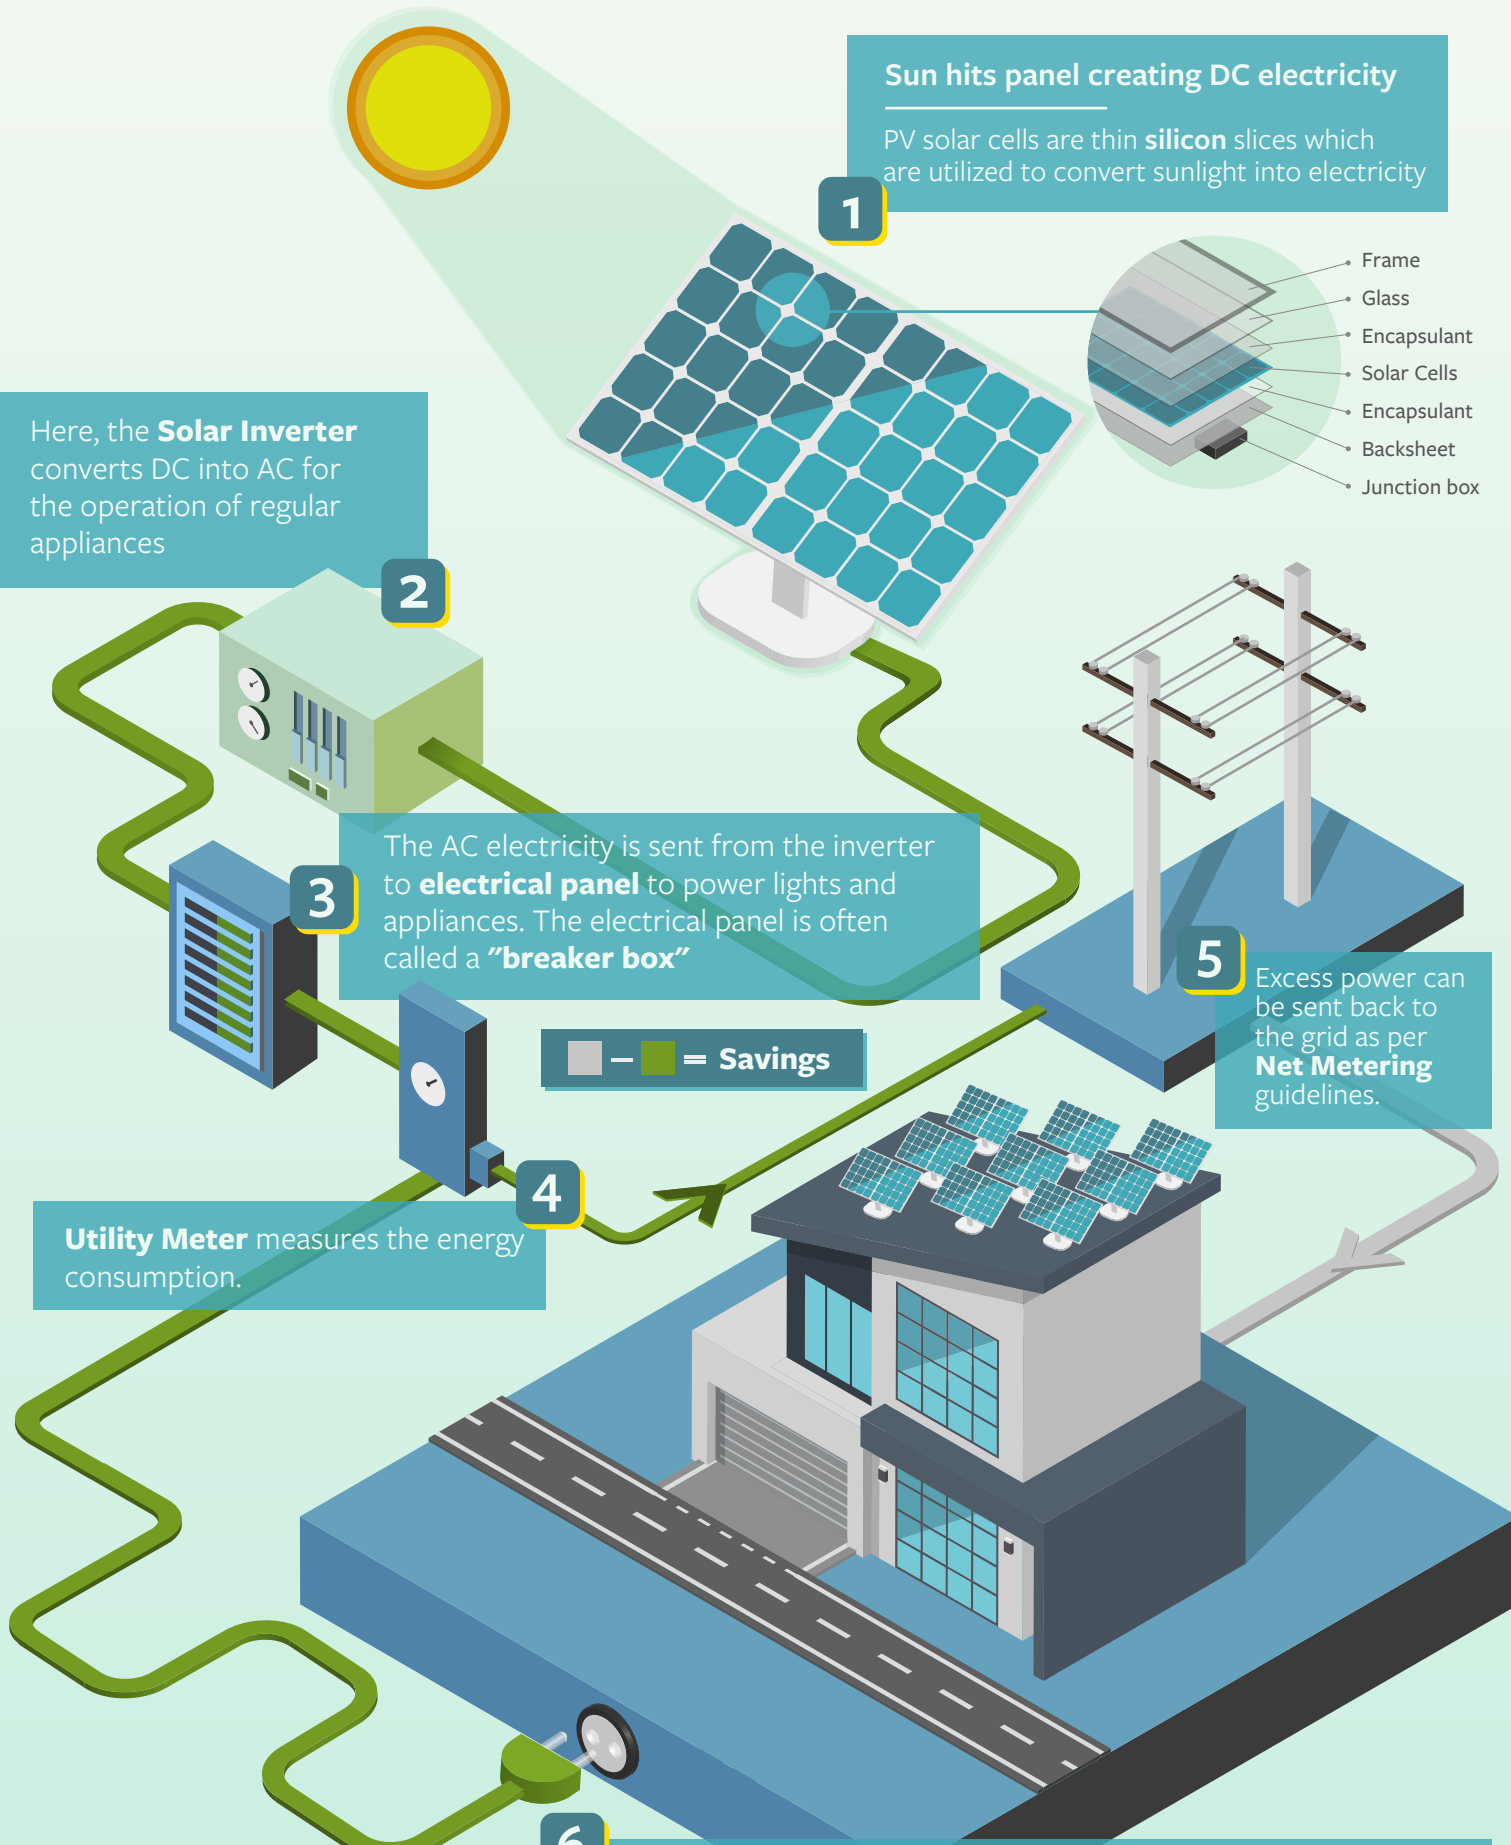 Sun hits panel creating DC electricity
PV solar cells are thin silicon slices which
are utilized to convert sunlight into electricity
1
Frame
Glass
Encapsulant
Solar Cells
Encapsulant
Backsheet
Junction box
Here, the Solar Inverter
converts DC into AC for
the operation of regular
appliances
2
3
The AC electricity is sent from the inverter
to electrical panel to power lights and
appliances. The electrical panel is often
called a "breaker box"
5
Excess power can
be sent back to
the grid as per
Net Metering
guidelines.
– = Savings
4
Utility Meter measures the energy
consumption.
6